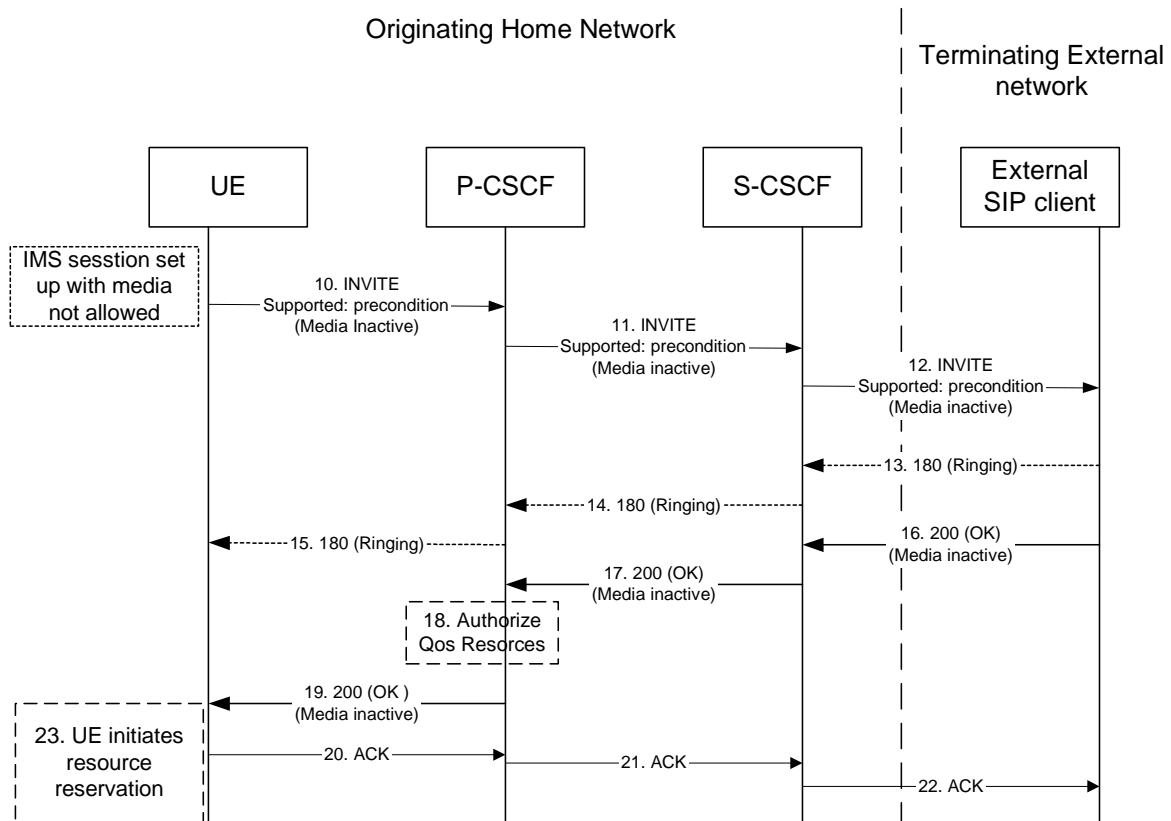 Originating Home Network
Terminating External
network
UE
P-CSCF
S-CSCF
External
SIP client
IMS sesstion set
up with media
not allowed
10. INVITE
Supported: precondition
(Media Inactive)
11. INVITE
Supported: precondition
(Media inactive)
12. INVITE
Supported: precondition
(Media inactive)
13. 180 (Ringing)
14. 180 (Ringing)
15. 180 (Ringing)
16. 200 (OK)
(Media inactive)
17. 200 (OK)
(Media inactive)
18. Authorize
Qos Resorces
19. 200 (OK )
(Media inactive)
23. UE initiates
resource
reservation
20. ACK
21. ACK
22. ACK